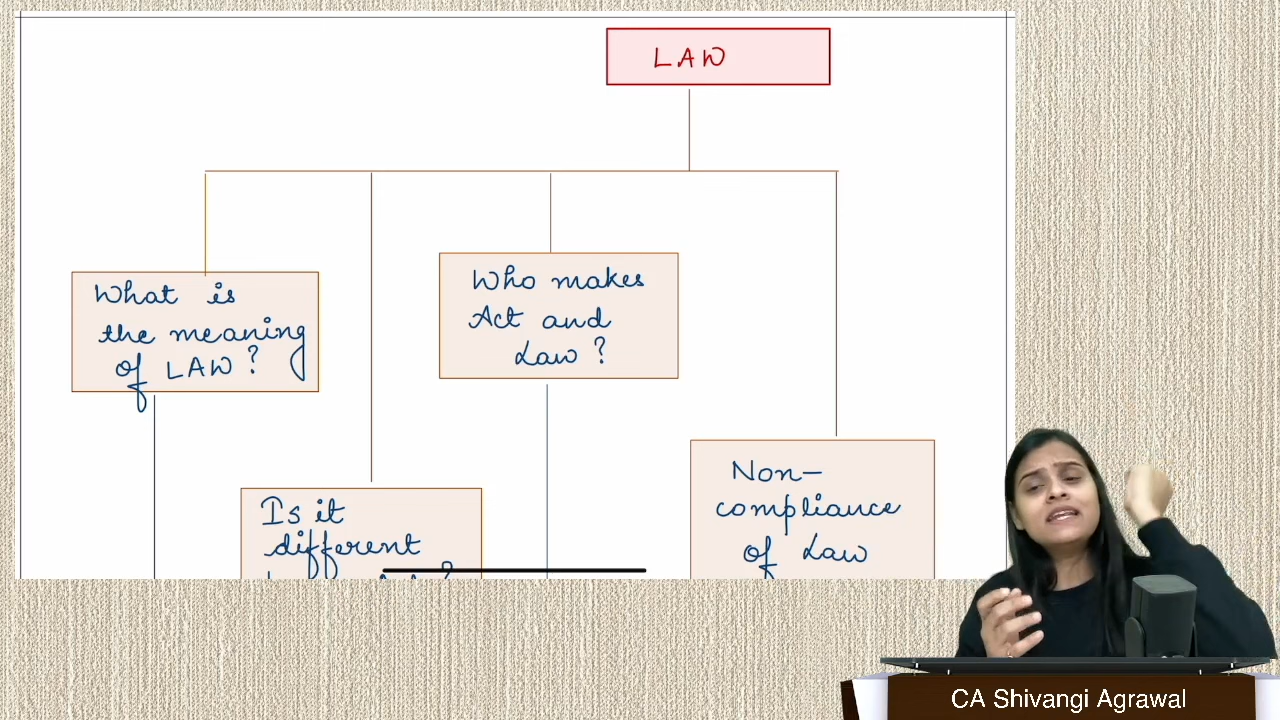 LAW
What is
the meaning
of LAW?
Who makes
Act and
Law?
Is it
different
Non-
compliance
of Law
CA Shivangi Agrawal